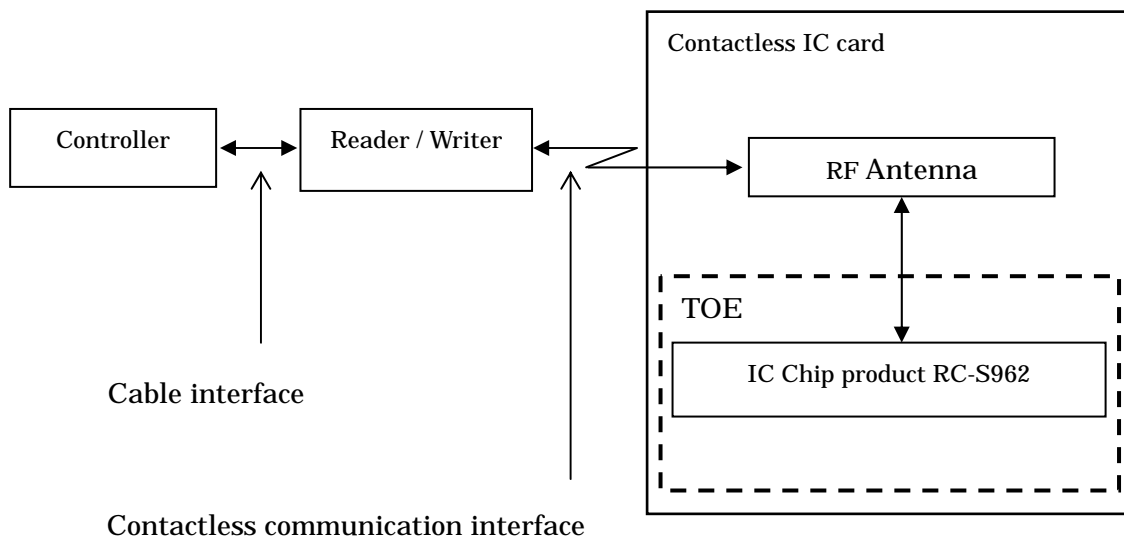 Contactless IC card
Controller
Reader / Writer
RF Antenna
TOE
IC Chip product RC-S962
Cable interface
Contactless communication interface